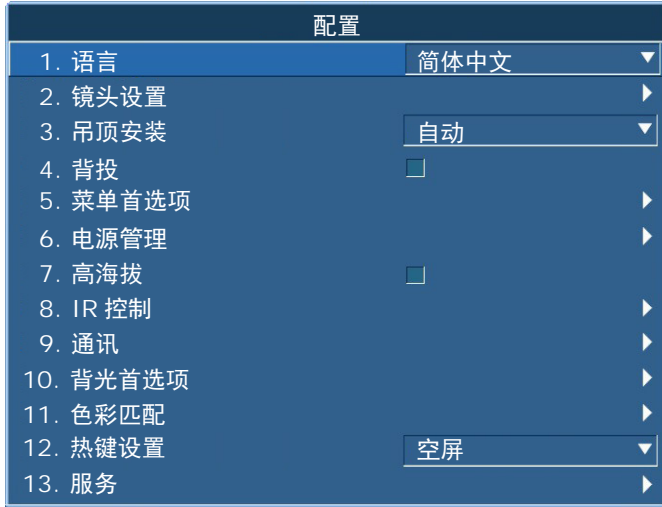 配置
1. 语言 简体中文
2. 镜头设置
3. 吊顶安装 自动
4. 背投
5. 菜单首选项
6. 电源管理
7. 高海拔
8. IR 控制
9. 通讯
10. 背光首选项
11. 色彩匹配
12. 热键设置 空屏
13. 服务